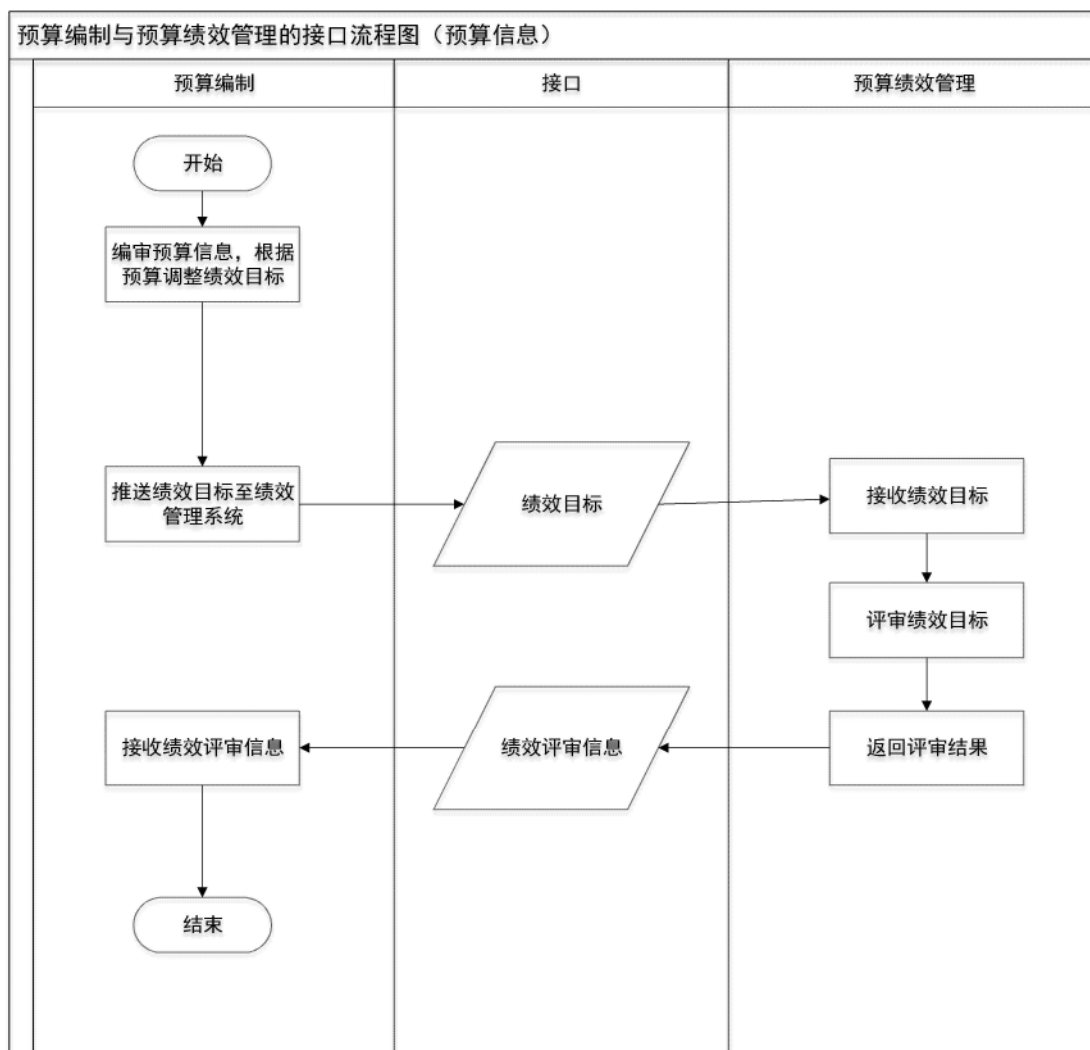 预算编制与预算绩效管理的接口流程图（预算信息）
预算编制
接口
预算绩效管理
开始
编审预算信息，根据
预算调整绩效目标
推送绩效目标至绩效
管理系统
绩效目标
接收绩效目标
评审绩效目标
接收绩效评审信息
绩效评审信息
返回评审结果
结束